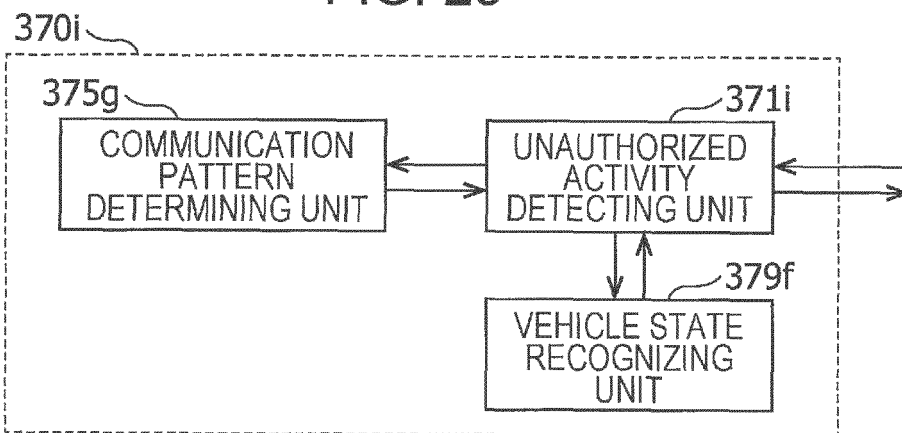 370i
375g
371i
COMMUNICATION
PATTERN
DETERMINING UNIT
UNAUTHORIZED
ACTIVITY
DETECTING UNIT
379f
VEHICLE STATE
RECOGNIZING
UNIT